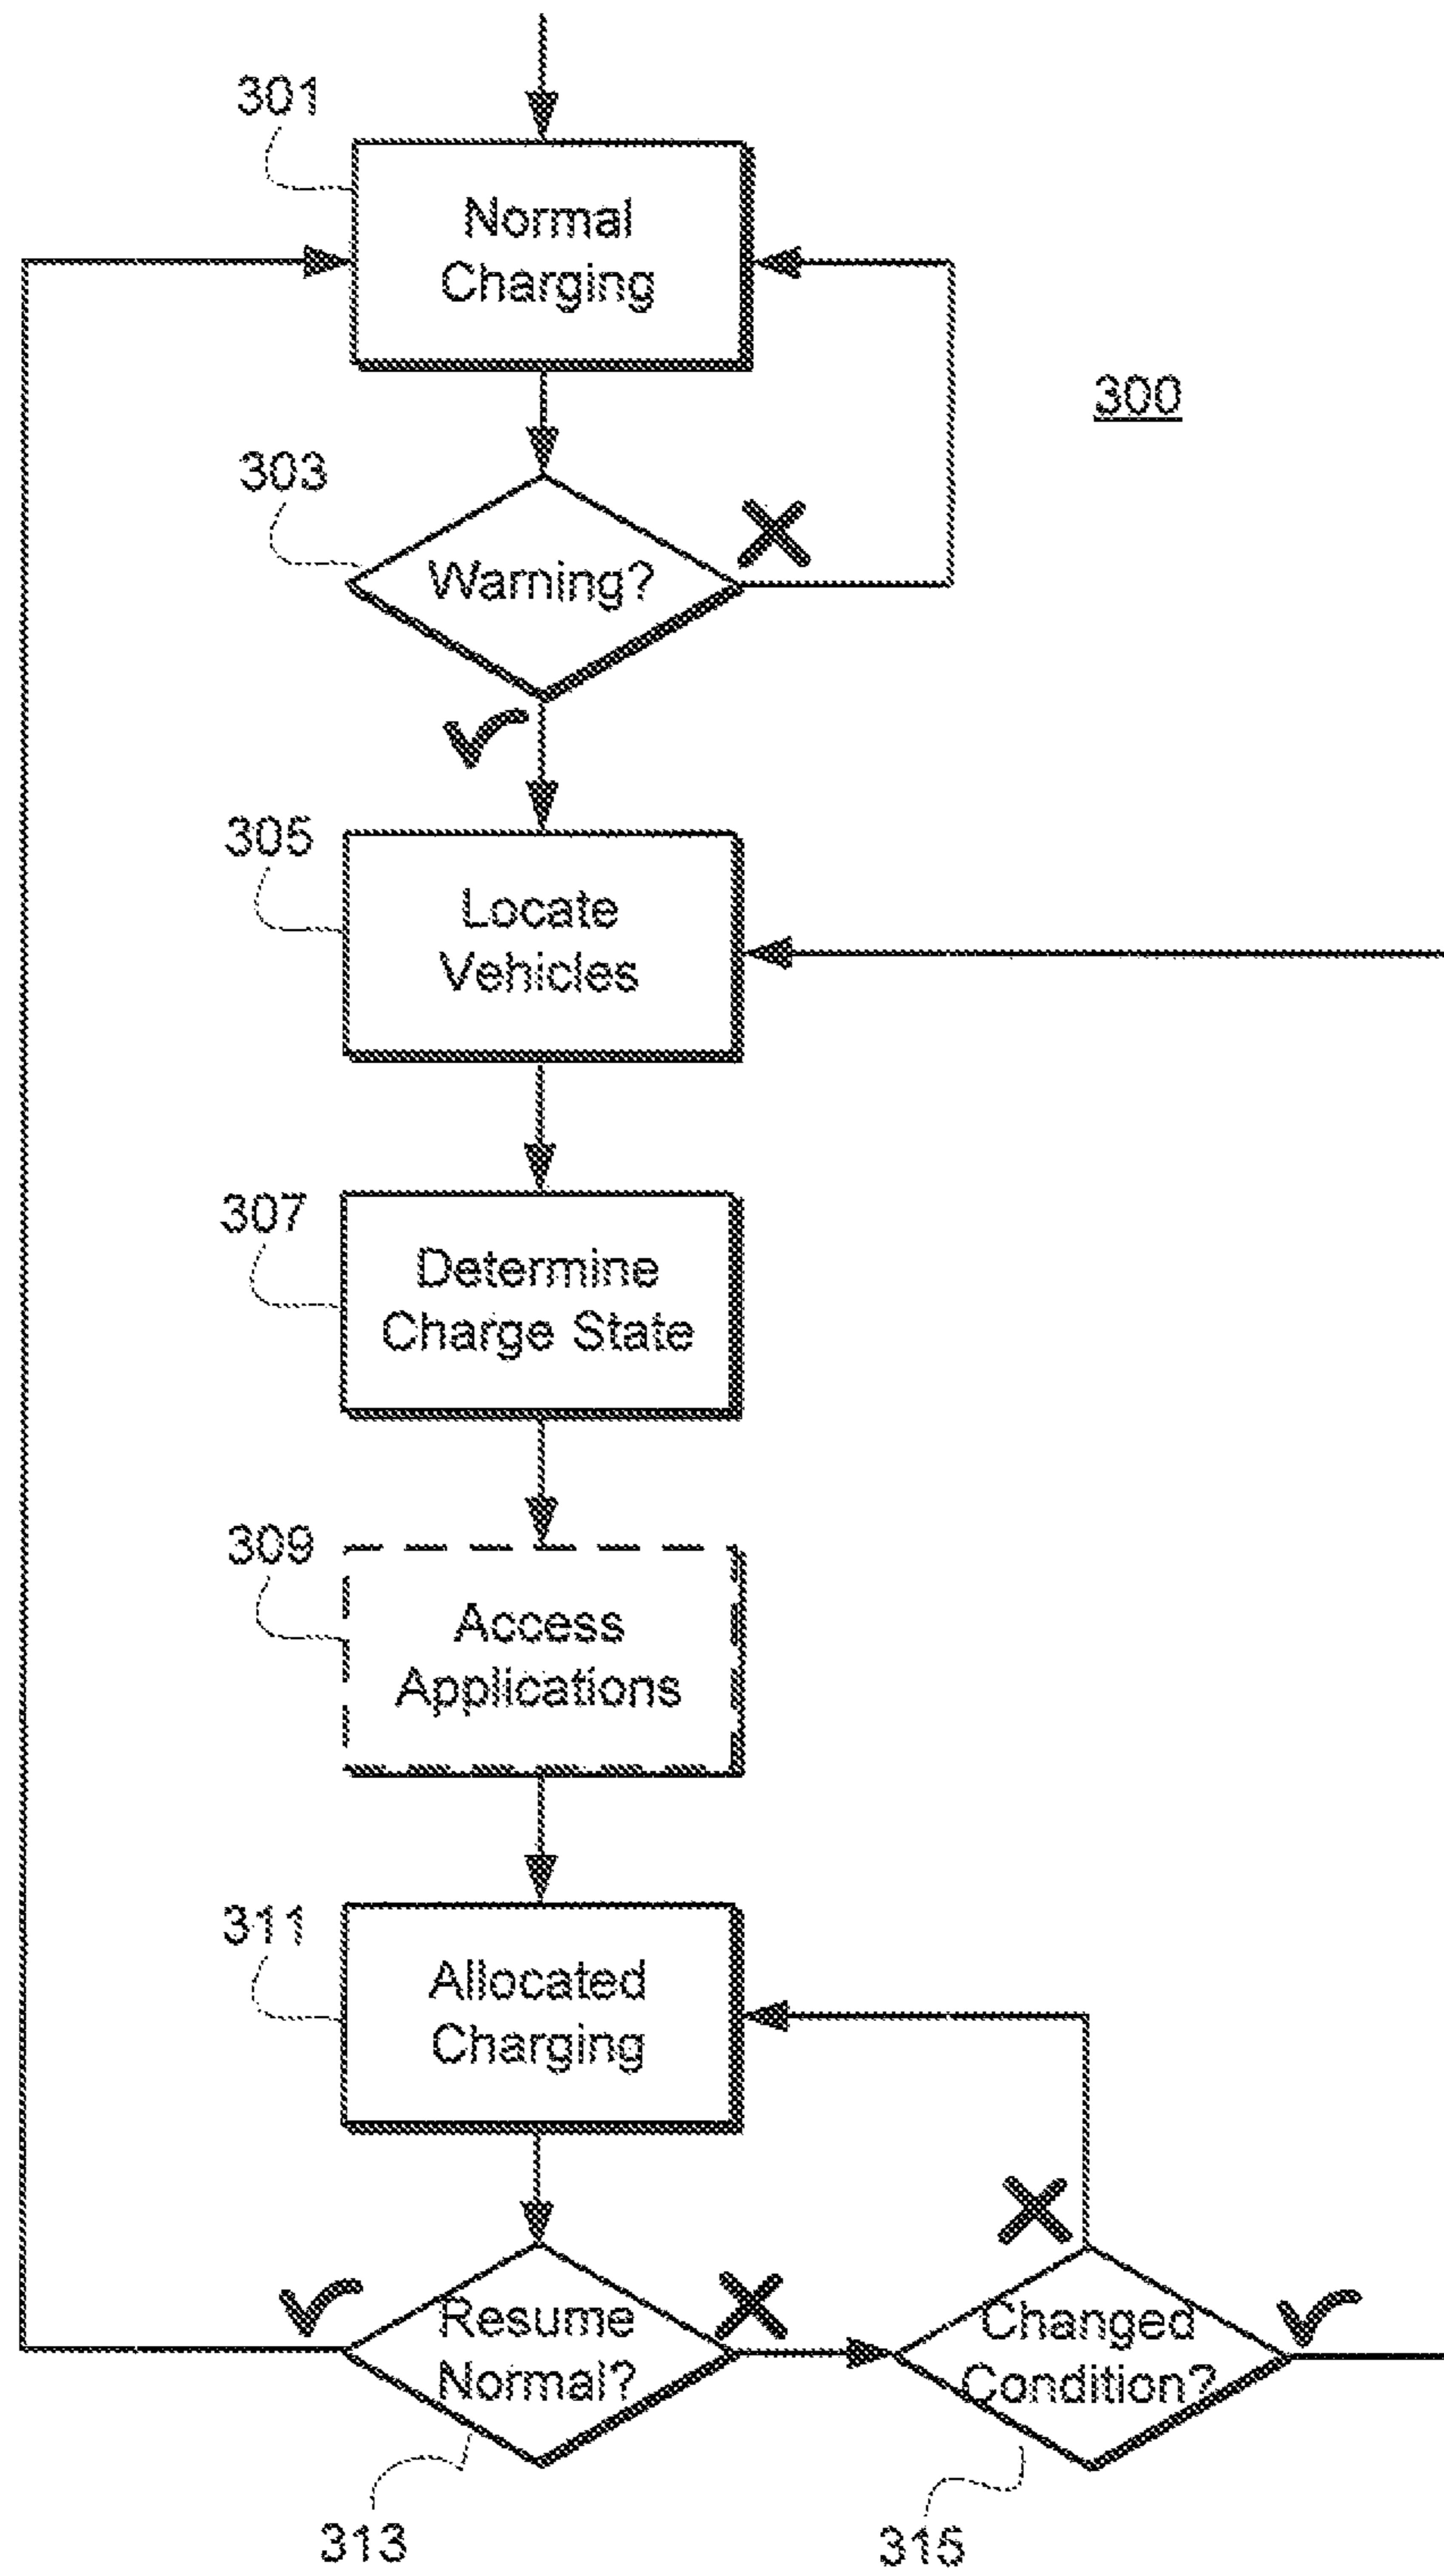 301
Normal
Charging
300
303
Warning?
305
Locate
Vehicles
307
Determine
Charge State
309
Access
Applications
311
Allocated
Charging
Resume
Normal?
Changed
Condition?
313
315